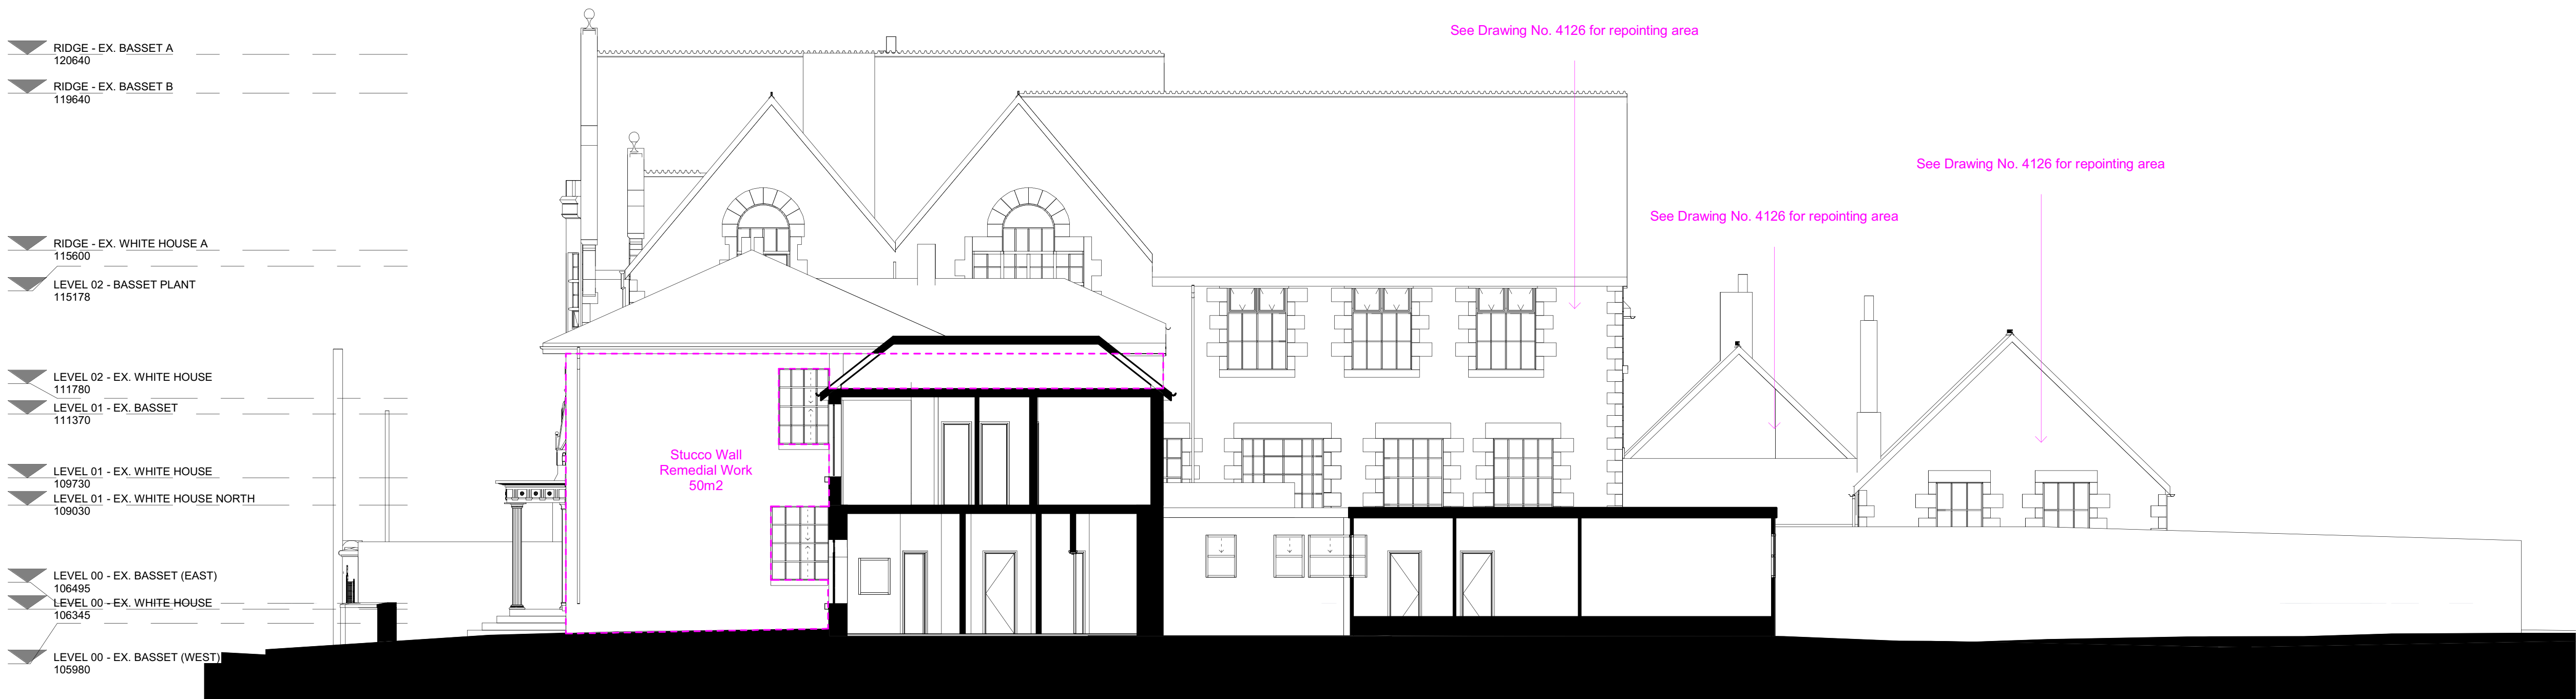 RIDGE - EX. BASSET A
120640
RIDGE - EX. BASSET B
119640
RIDGE - EX. WHITE HOUSE A
115600
LEVEL 02 - BASSET PLANT
115178
LEVEL 02 - EX. WHITE HOUSE
111780
LEVEL 01 - EX. BASSET
111370
LEVEL 01 - EX. WHITE HOUSE
109730
LEVEL 01 - EX. WHITE HOUSE NORTH
109030
LEVEL 00 - EX. BASSET (EAST)
106495
LEVEL 00 - EX. WHITE HOUSE
106345
LEVEL 00 - EX. BASSET (WEST)
105980
Stucco Wall
Remedial Work
50m2
See Drawing No. 4126 for repointing area
See Drawing No. 4126 for repointing area
See Drawing No. 4126 for repointing area